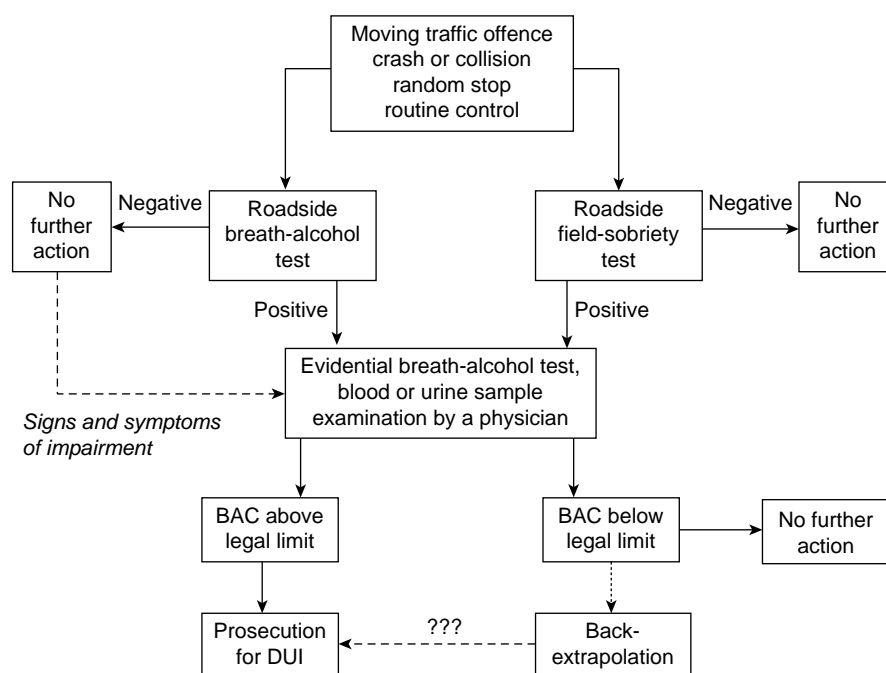 Moving traffic offence
crash or collision
random stop
routine control
No
further
action
Negative
Roadside
breath-alcohol
test
Roadside
field-sobriety
test
Negative
No
further
action
Positive
Positive
Evidential breath-alcohol test,
blood or urine sample
examination by a physician
Signs and symptoms
of impairment
BAC above
legal limit
BAC below
legal limit
No further
action
Prosecution
for DUI
???
Back-
extrapolation